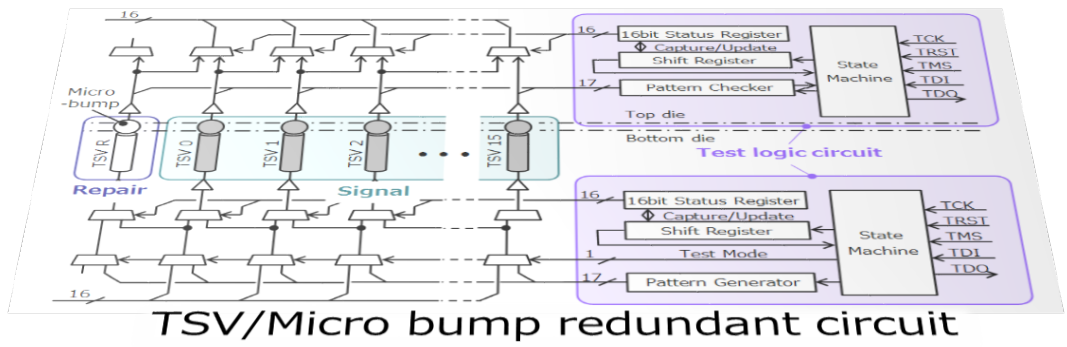 16
16
16bit Status Register
Capture/Update
Shift Register
State
Machine
TCK
TRST
TMS
TDI
TDO
17
Pattern Checker
Micro
-bump
Top die
Bottom die
TSV R
TSV 0
TSV 1
TSV 2
TSV 15
Test logic circuit
Repair
Signal
16
16bit Status Register
Capture/Update
Shift Register
State
Machine
TCK
TRST
TMS
TDI
TDO
1
Test Mode
17
Pattern Generator
16
TSV/Micro bump redundant circuit